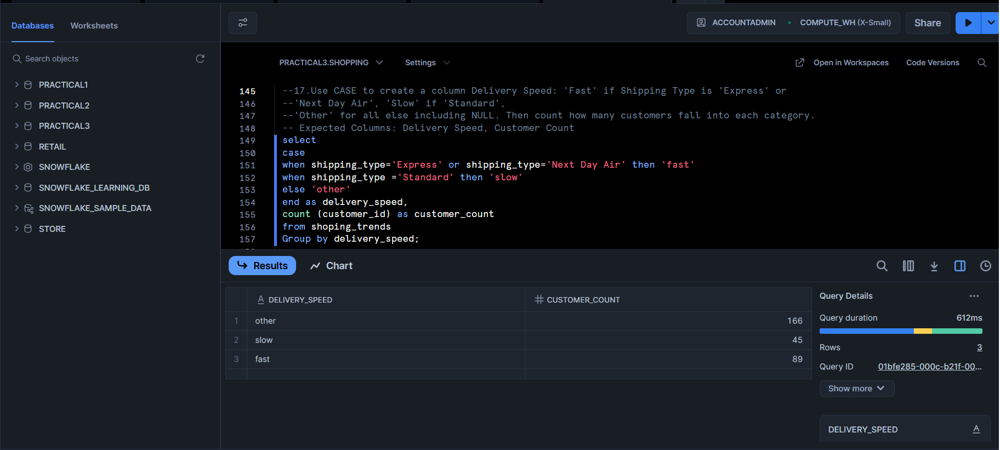 Databases
Worksheets
ACCOUNTADMIN
COMPUTE_WH (X-Small)
Share
Search objects
PRACTICAL1
PRACTICAL2
PRACTICAL3
RETAIL
SNOWFLAKE
SNOWFLAKE_LEARNING_DB
SNOWFLAKE_SAMPLE_DATA
STORE
PRACTICAL3.SHOPPING
Settings
Open in Workspaces
Code Versions
145 --17.Use CASE to create a column Delivery Speed: 'Fast' if Shipping Type is 'Express' or
146 --'Next Day Air', 'Slow' if 'Standard',
147 --'Other' for all else including NULL. Then count how many customers fall into each category.
148 -- Expected Columns: Delivery Speed, Customer Count
149 select
150 case
151 when shipping_type='Express' or shipping_type='Next Day Air' then 'fast'
152 when shipping_type ='Standard' then 'slow'
153 else 'other'
154 end as delivery_speed,
155 count (customer_id) as customer_count
156 from shoping_trends
157 Group by delivery_speed;
Results
Chart
DELIVERY_SPEED CUSTOMER_COUNT
1 other 166
2 slow 45
3 fast 89
Query Details
Query duration 612ms
Rows 3
Query ID 01bfe285-000c-b21f-00...
Show more
DELIVERY_SPEED